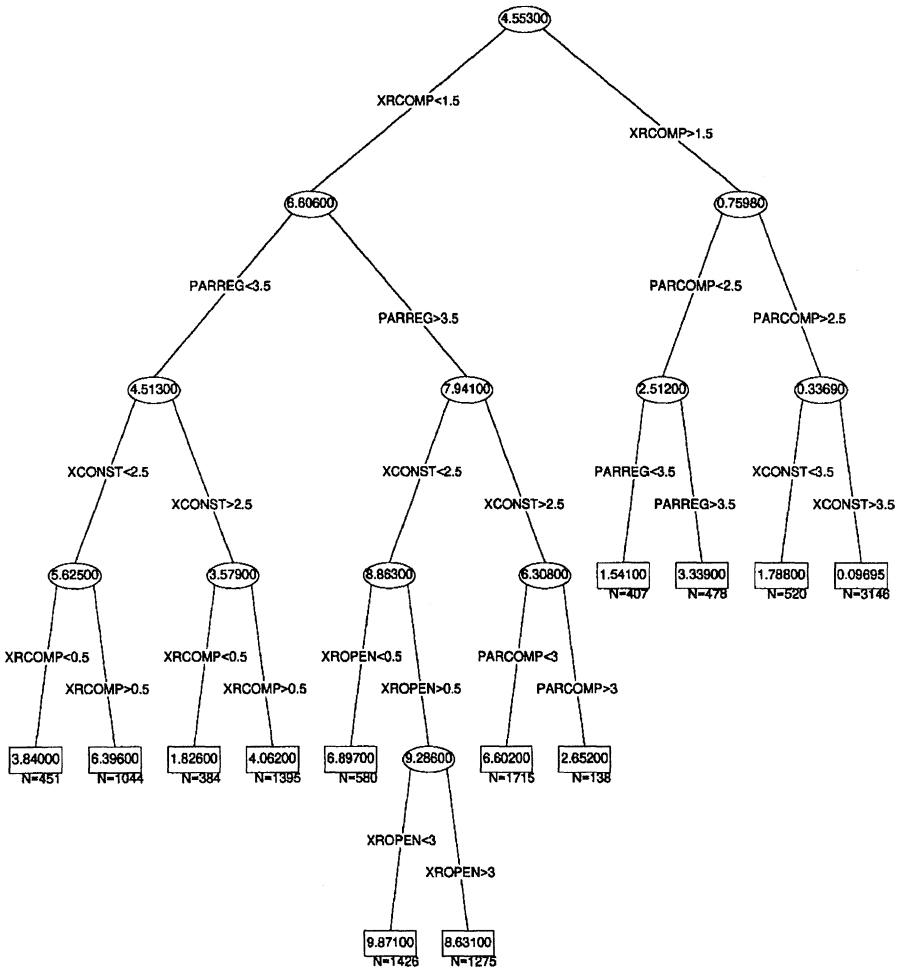 4.55300
XRCOMP<1.5
XRCOMP>1.5
6.60600
0.75980
PARREG<3.5
PARCOMP<2.5
PARREG>3.5
PARCOMP>2.5
4.51300
7.94100
2.51200
0.33690
XCONST<2.5
XCONST<2.5
PARREG<3.5
XCONST<3.5
XCONST>2.5
XCONST>2.5
PARREG>3.5
XCONST>3.5
5.62500
3.57900
8.86300
6.30800
1.54100
3.33900
1.78800
0.09695
N=407
N=478
N=520
N=3146
XRCOMP<0.5
XRCOMP<0.5
XROPEN<0.5
PARCOMP<3
XRCOMP>0.5
XRCOMP>0.5
XROPEN>0.5
PARCOMP>3
3.84000
6.39600
1.82600
4.06200
6.89700
9.28600
6.60200
2.65200
N=451
N=1044
N=384
N=1395
N=580
N=1715
N=138
XROPEN<3
XROPEN>3
9.87100
8.63100
N=1426
N=1275